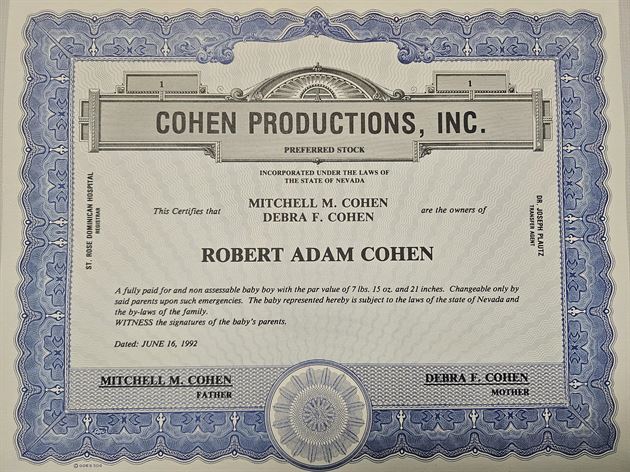 1
1
COHEN PRODUCTIONS, INC.
PREFERRED STOCK
INCORPORATED UNDER THE LAWS OF
THE STATE OF NEVADA
ST. ROSE DOMINICAN HOSPITAL
REGISTRAR
This Certifies that
MITCHELL M. COHEN
DEBRA F. COHEN
are the owners of
DR. JOSEPH PLAUTZ
TRANSFER AGENT
ROBERT ADAM COHEN
A fully paid for and non assessable baby boy with the par value of 7 lbs. 15 oz. and 21 inches. Changeable only by
said parents upon such emergencies. The baby represented hereby is subject to the laws of the state of Nevada and
the by-laws of the family.
WITNESS the signatures of the baby's parents.
Dated: JUNE 16, 1992
MITCHELL M. COHEN
FATHER
DEBRA F. COHEN
MOTHER